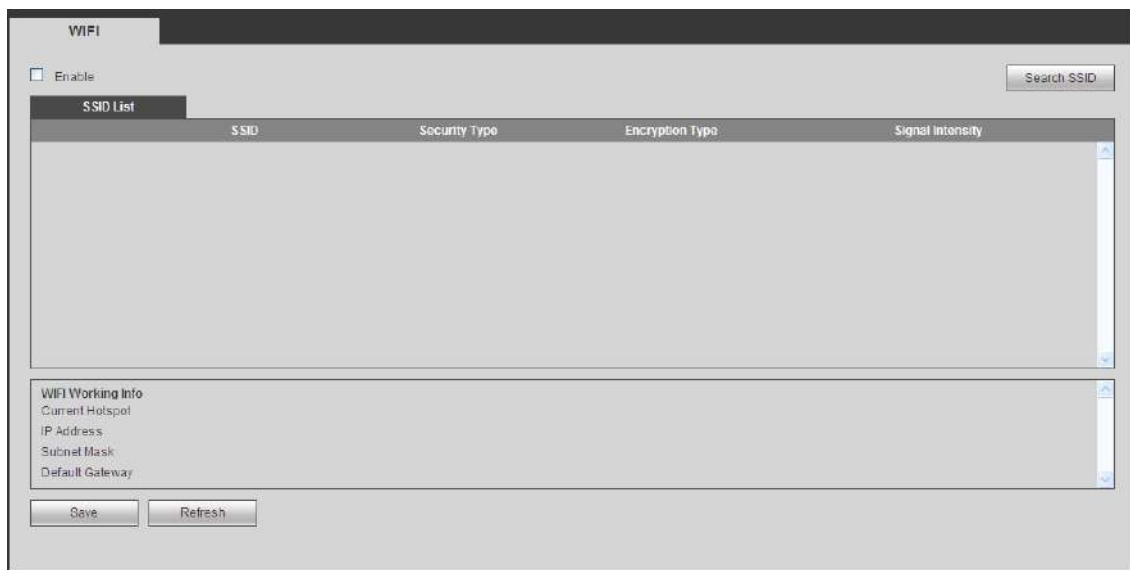 WIFI
Enable
Search SSID
SSID List
SSID Security Type Encryption Type Signal Intensity
WIFI Working Info
Current Hotspot
IP Address
Subnet Mask
Default Gateway
Save Refresh